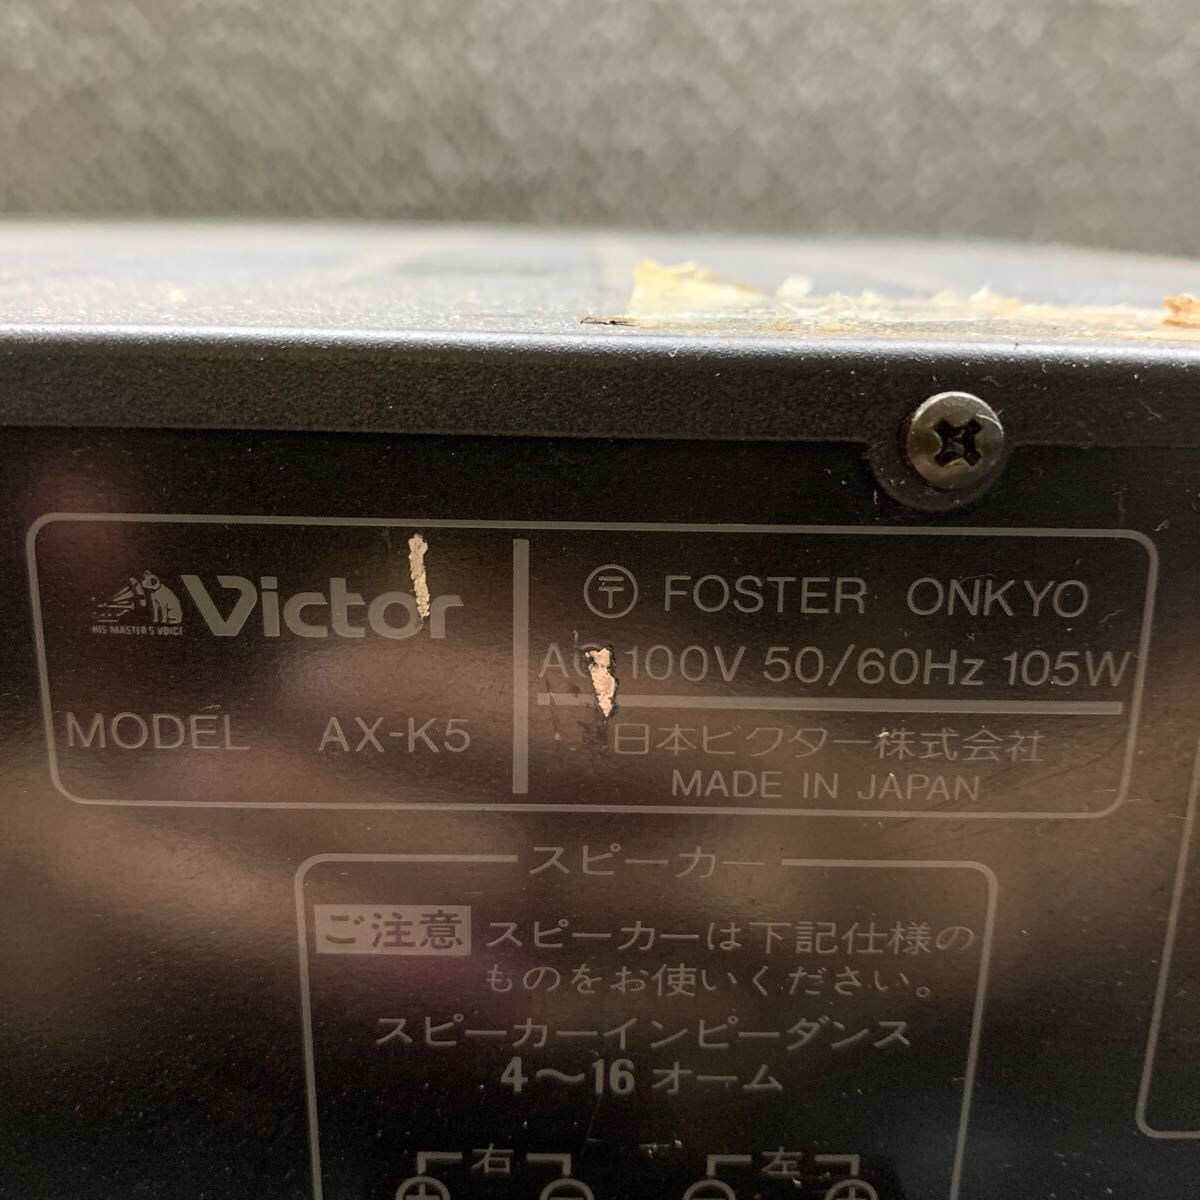 HIS MASTER'S VOICE
Victor
MODEL AX-K5
〒 FOSTER ONKYO
AC 100V 50/60Hz 105W
日本ビクター株式会社
MADE IN JAPAN
スピーカー
ご注意 スピーカーは下記仕様の
ものをお使いください。
スピーカーインピーダンス
4〜16 オーム
右 左
⊕ ⊖ ⊖ ⊕